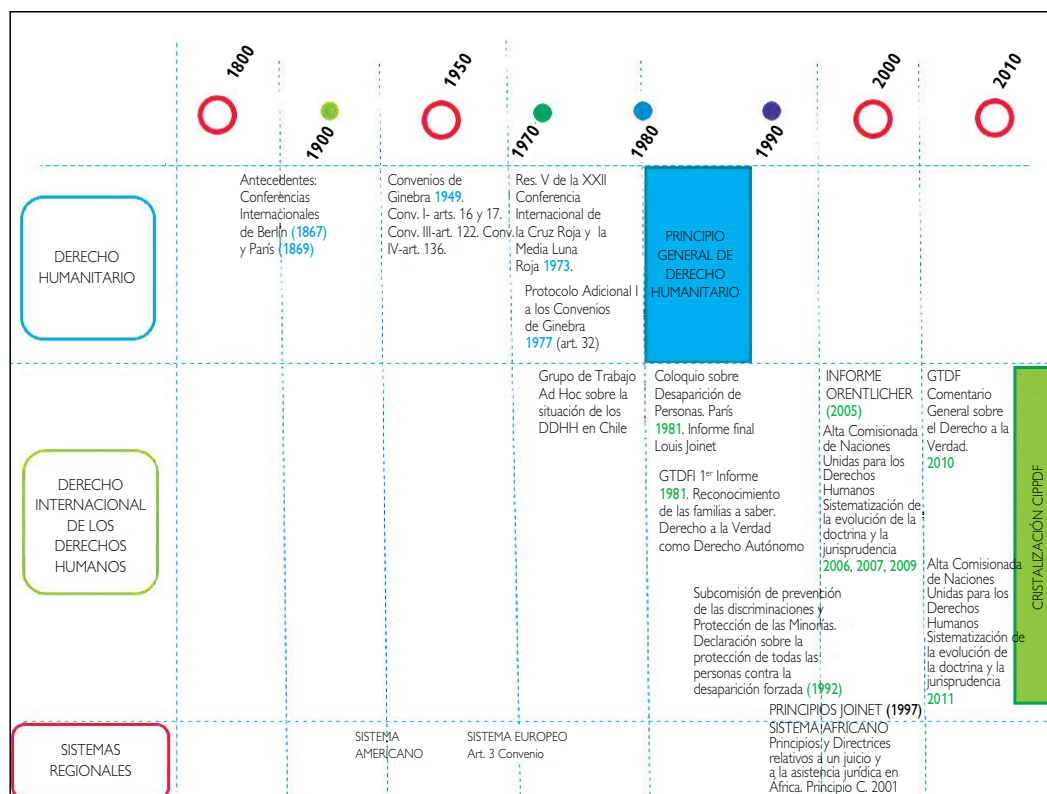 1800
1900
1950
1970
1980
1990
2000
2010
DERECHO
HUMANITARIO
Antecedentes:
Conferencias
Internacionales
de Berlín (1867)
y París (1869)
Convenios de
Ginebra 1949.
Conv. I- arts. 16 y 17.
Conv. III-art. 122. Conv.
IV-art. 136.
Res. V de la XXII
Conferencia
Internacional de
la Cruz Roja y la
Media Luna
Roja 1973.
Protocolo Adicional I
a los Convenios
de Ginebra
1977 (art. 32)
PRINCIPIO
GENERAL DE
DERECHO
HUMANITARIO
DERECHO
INTERNACIONAL
DE LOS
DERECHOS
HUMANOS
Grupo de Trabajo
Ad Hoc sobre la
situación de los
DDHH en Chile
Coloquio sobre
Desaparición de
Personas. París
1981. Informe final
Louis Joinet
GTDFI 1er Informe
1981. Reconocimiento
de las familias a saber.
Derecho a la Verdad
como Derecho Autónomo
Subcomisión de prevención
de las discriminaciones y
Protección de las Minorías.
Declaración sobre la
protección de todas las
personas contra la
desaparición forzada (1992)
PRINCIPIOS JOINET (1997)
INFORME
ORENTLICHER
(2005)
Alta Comisionada
de Naciones
Unidas para los
Derechos
Humanos
Sistematización de
la evolución de la
doctrina y la
jurisprudencia
2006, 2007, 2009
GTDF
Comentario
General sobre
el Derecho a la
Verdad.
2010
Alta Comisionada
de Naciones
Unidas para los
Derechos
Humanos
Sistematización de
la evolución de
la doctrina y la
jurisprudencia
2011
CRISTALIZACIÓN CIPPDF
SISTEMAS
REGIONALES
SISTEMA
AMERICANO
SISTEMA EUROPEO
Art. 3 Convenio
SISTEMA AFRICANO
Principios y Directrices
relativos a un juicio y
a la asistencia jurídica en
África. Principio C. 2001